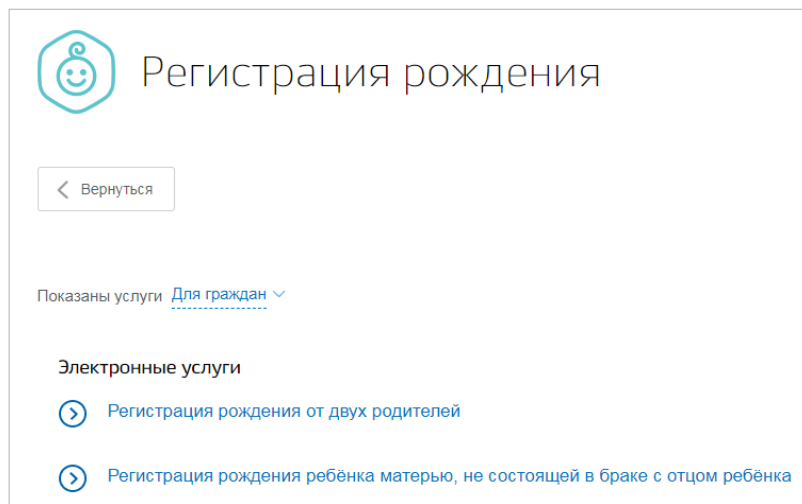 Регистрация рождения
Вернуться
Показаны услуги Для граждан
Электронные услуги
Регистрация рождения от двух родителей
Регистрация рождения ребёнка матерью, не состоящей в браке с отцом ребёнка